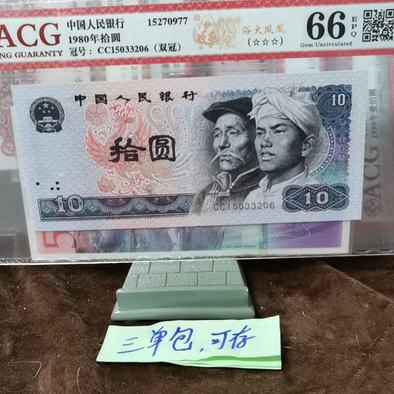 ACG
GUARANTY
中国人民银行
1980年拾圆
冠号：CC15033206（双冠）
15270977
浴火凤凰
(☆☆☆)
66 EPQ
Gem Uncirculated
中国人民银行
10
拾圆
CC15033206
10
10
5
ACG
三单包,可存